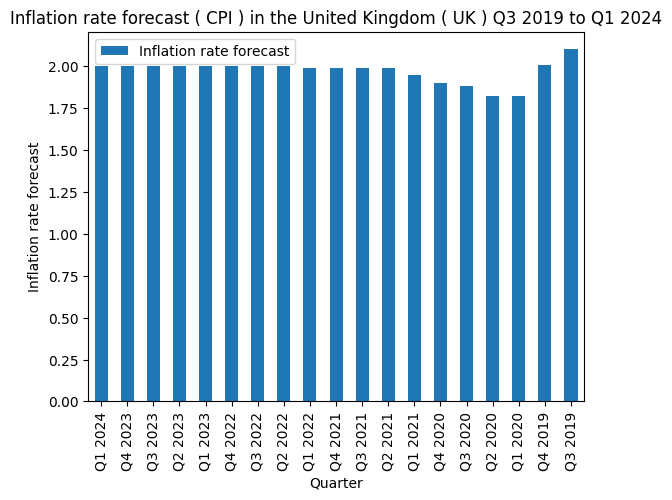 Inflation rate forecast ( CPI ) in the United Kingdom ( UK ) Q3 2019 to Q1 2024
Inflation rate forecast
Inflation rate forecast
2.00
1.75
1.50
1.25
1.00
0.75
0.50
0.25
0.00
Q1 2024
Q4 2023
Q3 2023
Q2 2023
Q1 2023
Q4 2022
Q3 2022
Q2 2022
Q1 2022
Q4 2021
Q3 2021
Q2 2021
Q1 2021
Q4 2020
Q3 2020
Q2 2020
Q1 2020
Q4 2019
Q3 2019
Quarter